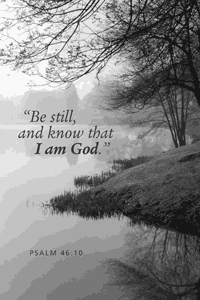 “Be still,
and know that
I am God.”
PSALM 46:10